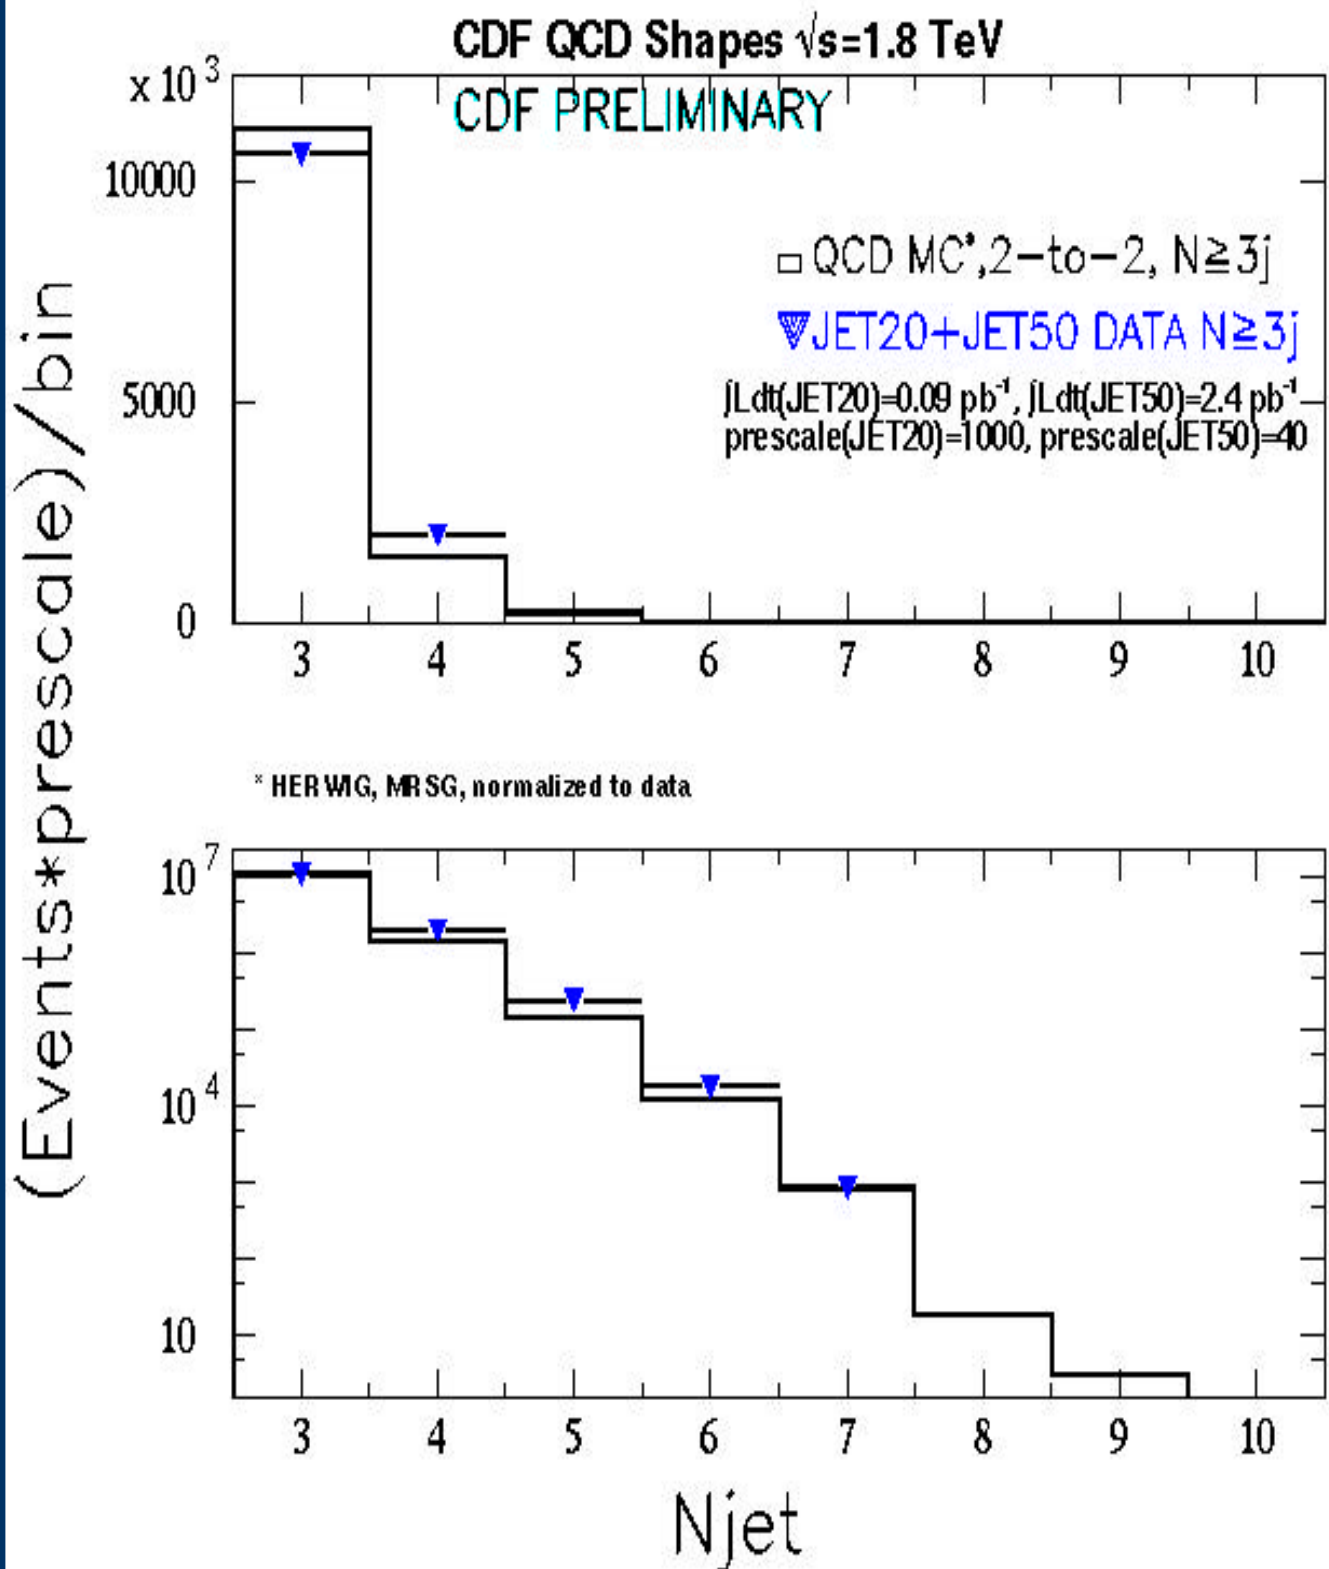 CDF QCD Shapes √s=1.8 TeV
x 10³
CDF PRELIMINARY
10000
5000
0
□ QCD MC*,2-to-2, N≧3j
▼JET20+JET50 DATA N≧3j
∫Ldt(JET20)=0.09 pb⁻¹, ∫Ldt(JET50)=2.4 pb⁻¹
prescale(JET20)=1000, prescale(JET50)=40
3 4 5 6 7 8 9 10
(Events*prescale)/bin
* HERWIG, MRSG, normalized to data
10⁷
10⁴
10
3 4 5 6 7 8 9 10
Njet